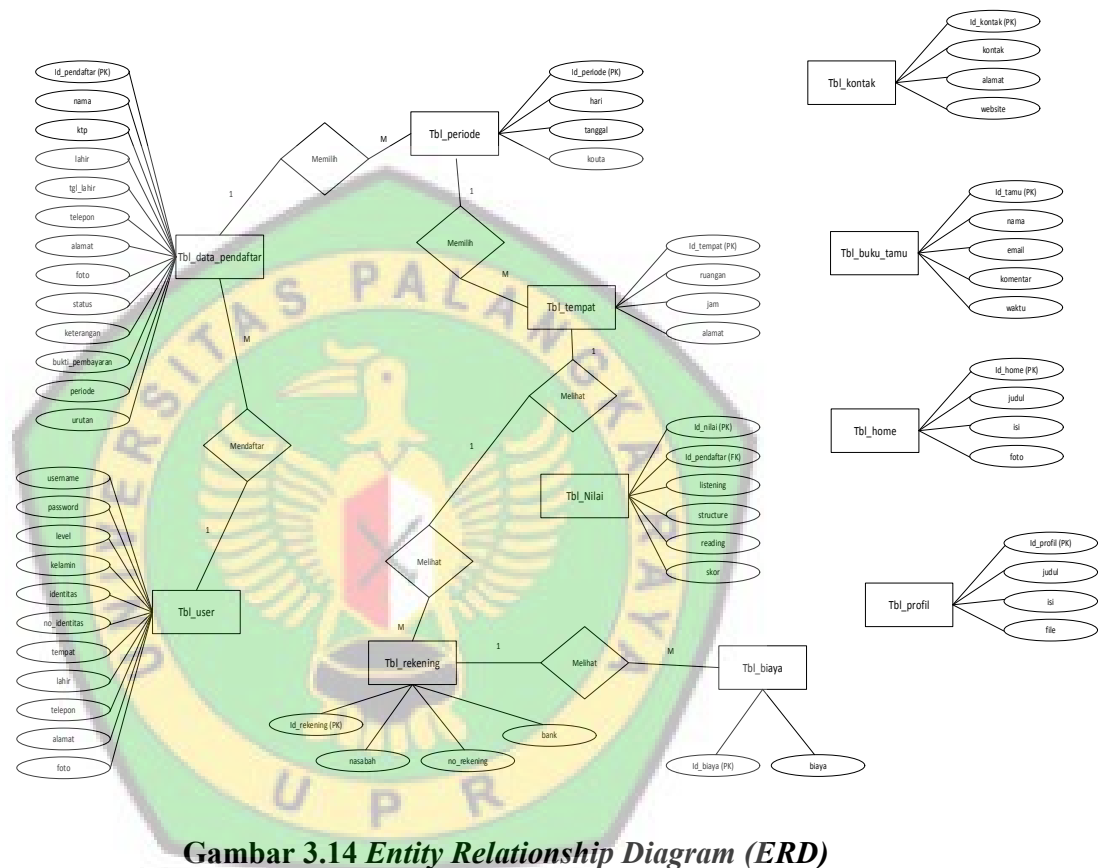 Id_pendaftar (PK)
nama
ktp
lahir
tgl_lahir
telepon
alamat
foto
status
keterangan
bukti_pembayaran
periode
urutan
Tbl_data_pendaftar
1
Memilih
M
Tbl_periode
Id_periode (PK)
hari
tanggal
kouta
1
Memilih
M
Tbl_tempat
Id_tempat (PK)
ruangan
jam
alamat
1
Melihat
1
Melihat
M
M
Mendaftar
1
username
password
level
kelamin
identitas
no_identitas
tempat
lahir
telepon
alamat
foto
Tbl_user
Tbl_Nilai
Id_nilai (PK)
Id_pendaftar (FK)
listening
structure
reading
skor
Tbl_rekening
Id_rekening (PK)
nasabah
no_rekening
bank
1
Melihat
M
Tbl_biaya
Id_biaya (PK)
biaya
Tbl_kontak
Id_kontak (PK)
kontak
alamat
website
Tbl_buku_tamu
Id_tamu (PK)
nama
email
komentar
waktu
Tbl_home
Id_home (PK)
judul
isi
foto
Tbl_profil
Id_profil (PK)
judul
isi
file
UNIVERSITAS PALANGKA RAYA
UPR
Gambar 3.14 Entity Relationship Diagram (ERD)